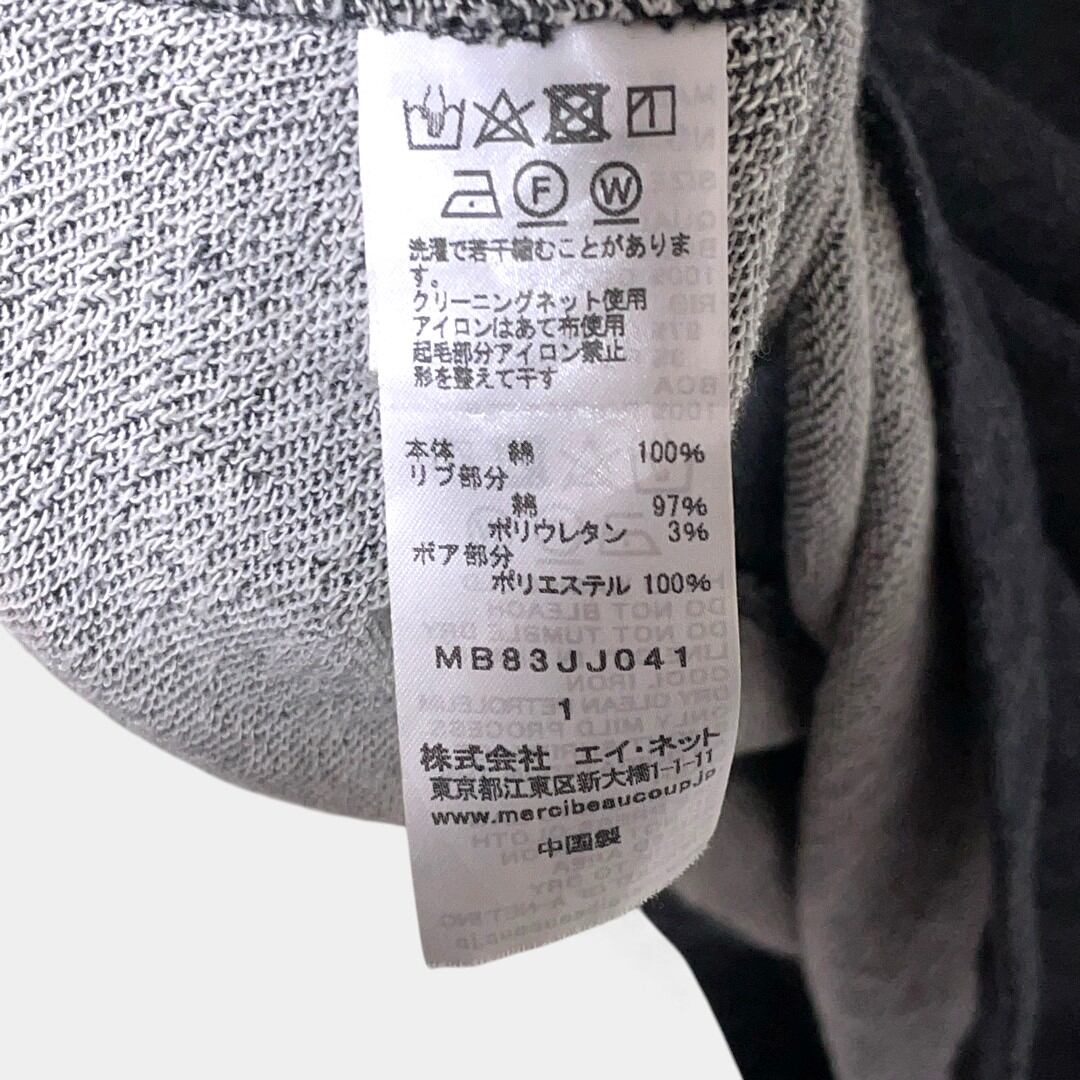 1
F W
洗濯で若干縮むことがありま
す。
クリーニングネット使用
アイロンはあて布使用
起毛部分アイロン禁止
形を整えて干す
本体 綿 100%
リブ部分
綿 97%
ポリウレタン 3%
ボア部分
ポリエステル 100%
MB83JJ041
1
株式会社 エイ・ネット
東京都江東区新大橋1-1-11
www.mercibeaucoup.jp
中国製